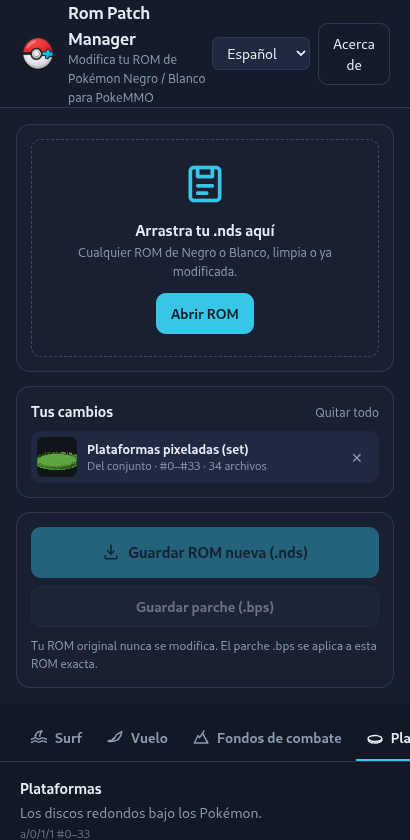 Rom Patch
Manager
Modifica tu ROM de
Pokémon Negro / Blanco
para PokeMMO
Español
Acerca
de
Arrastra tu .nds aquí
Cualquier ROM de Negro o Blanco, limpia o ya
modificada.
Abrir ROM
Tus cambios
Quitar todo
Plataformas pixeladas (set)
Del conjunto · #0–#33 · 34 archivos
×
Guardar ROM nueva (.nds)
Guardar parche (.bps)
Tu ROM original nunca se modifica. El parche .bps se aplica a esta
ROM exacta.
Surf
Vuelo
Fondos de combate
Pla
Plataformas
Los discos redondos bajo los Pokémon.
a/0/1/1 #0–33